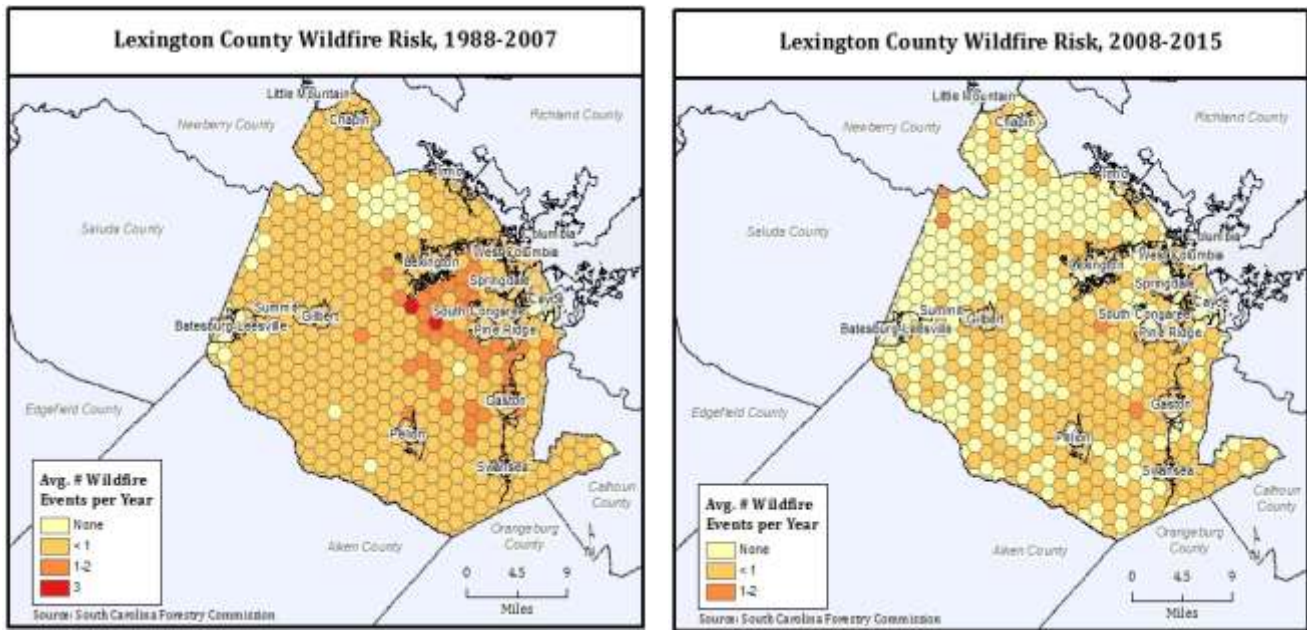 Lexington County Wildfire Risk, 1988-2007
Little Mountain
Chapin
Newberry County
Richland County
Irmo
Saluda County
Columbia
West Columbia
Lexington
Springdale
Cayce
Summit
Gilbert
South Congaree
Batesburg-Leesville
Pine Ridge
Edgefield County
Gaston
Pelion
Swansea
Calhoun
County
Orangeburg
County
Aiken County
Avg. # Wildfire
Events per Year
None
< 1
1-2
3
0 4.5 9
Miles
Source: South Carolina Forestry Commission
Lexington County Wildfire Risk, 2008-2015
Little Mountain
Chapin
Newberry County
Richland County
Irmo
Saluda County
Columbia
West Columbia
Lexington
Springdale
Cayce
Summit
Gilbert
South Congaree
Batesburg-Leesville
Pine Ridge
Edgefield County
Gaston
Pelion
Swansea
Calhoun
County
Orangeburg
County
Aiken County
Avg. # Wildfire
Events per Year
None
< 1
1-2
0 4.5 9
Miles
Source: South Carolina Forestry Commission